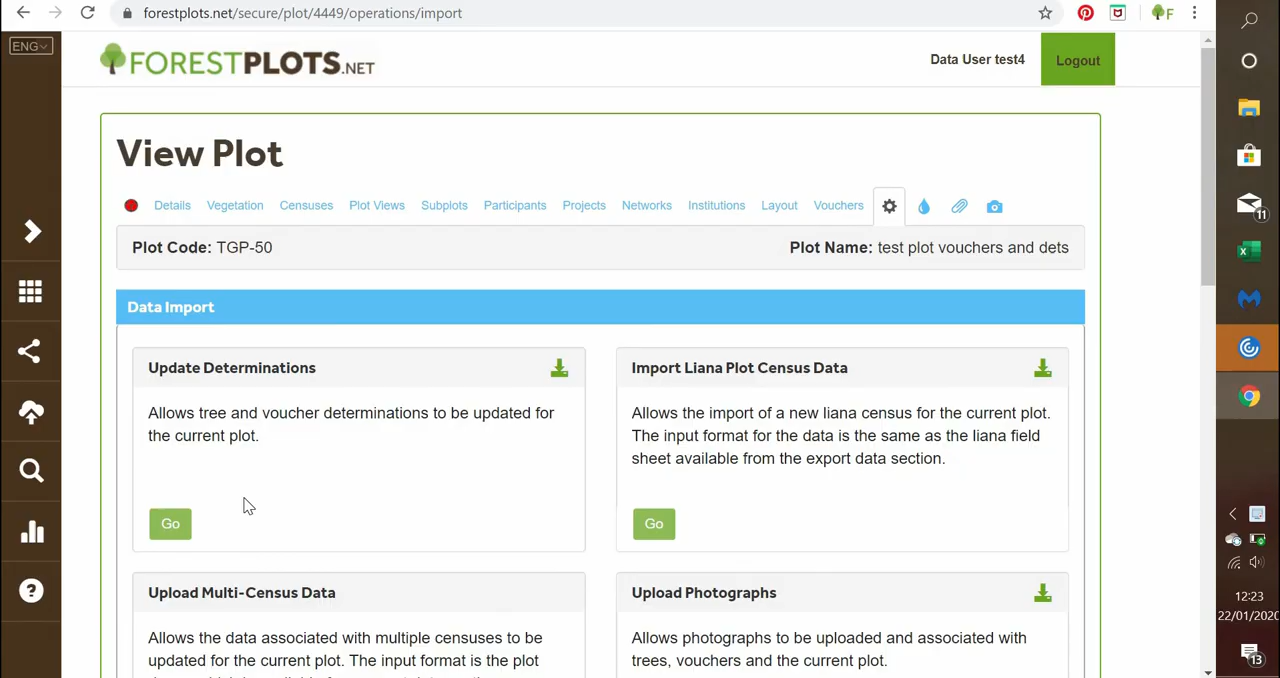 forestplots.net/secure/plot/4449/operations/import
ENG
FORESTPLOTS.NET
Data User test4
Logout
View Plot
Details Vegetation Censuses Plot Views Subplots Participants Projects Networks Institutions Layout Vouchers
Plot Code: TGP-50
Plot Name: test plot vouchers and dets
Data Import
Update Determinations
Allows tree and voucher determinations to be updated for
the current plot.
Go
Import Liana Plot Census Data
Allows the import of a new liana census for the current plot.
The input format for the data is the same as the liana field
sheet available from the export data section.
Go
Upload Multi-Census Data
Allows the data associated with multiple censuses to be
updated for the current plot. The input format is the plot
Upload Photographs
Allows photographs to be uploaded and associated with
trees, vouchers and the current plot.
F
11
12:23
22/01/2020
13